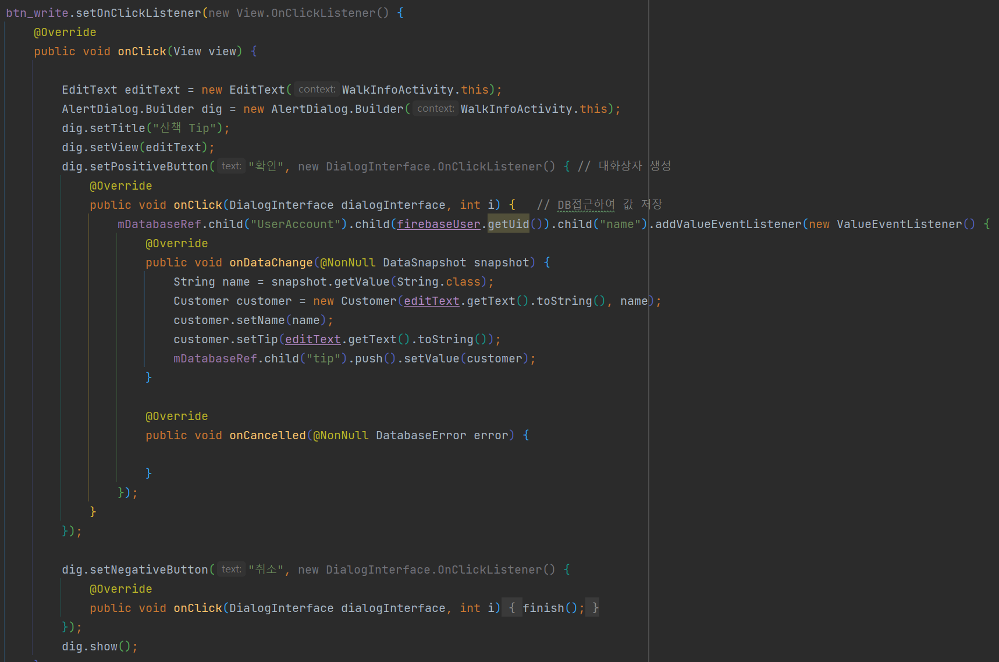 btn_write.setOnClickListener(new View.OnClickListener() {
@Override
public void onClick(View view) {
EditText editText = new EditText( context: WalkInfoActivity.this);
AlertDialog.Builder dig = new AlertDialog.Builder( context: WalkInfoActivity.this);
dig.setTitle("산책 Tip");
dig.setView(editText);
dig.setPositiveButton( text: "확인", new DialogInterface.OnClickListener() { // 대화상자 생성
@Override
public void onClick(DialogInterface dialogInterface, int i) {   // DB접근하여 값 저장
mDatabaseRef.child("UserAccount").child(firebaseUser.getUid()).child("name").addValueEventListener(new ValueEventListener() {
@Override
public void onDataChange(@NonNull DataSnapshot snapshot) {
String name = snapshot.getValue(String.class);
Customer customer = new Customer(editText.getText().toString(), name);
customer.setName(name);
customer.setTip(editText.getText().toString());
mDatabaseRef.child("tip").push().setValue(customer);
}
@Override
public void onCancelled(@NonNull DatabaseError error) {
}
});
}
});
dig.setNegativeButton( text: "취소", new DialogInterface.OnClickListener() {
@Override
public void onClick(DialogInterface dialogInterface, int i) { finish(); }
});
dig.show();